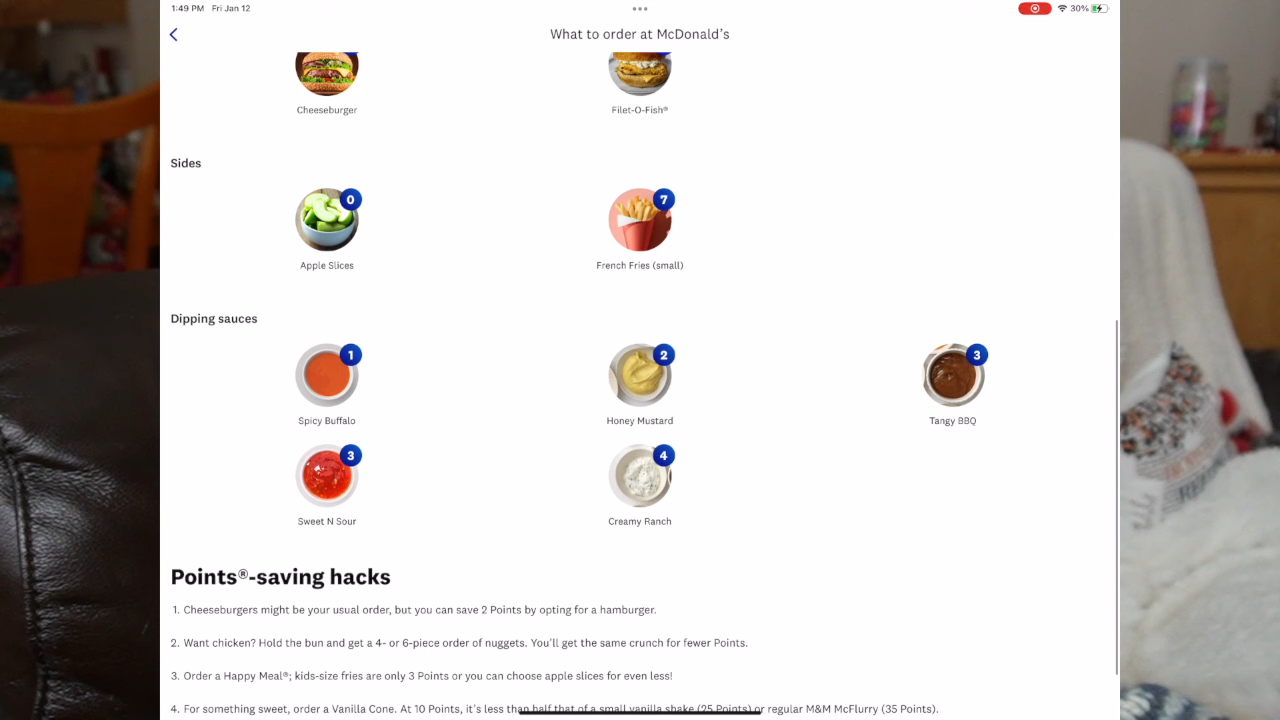 1:49 PM Fri Jan 12
30%
What to order at McDonald's
Cheeseburger
Filet-O-Fish®
Sides
0
7
Apple Slices
French Fries (small)
Dipping sauces
1
2
3
Spicy Buffalo
Honey Mustard
Tangy BBQ
3
4
Sweet N Sour
Creamy Ranch
Points®-saving hacks
1. Cheeseburgers might be your usual order, but you can save 2 Points by opting for a hamburger.
2. Want chicken? Hold the bun and get a 4- or 6-piece order of nuggets. You'll get the same crunch for fewer Points.
3. Order a Happy Meal®; kids-size fries are only 3 Points or you can choose apple slices for even less!
4. For something sweet, order a Vanilla Cone. At 10 Points, it's less than half that of a small vanilla shake (25 Points) or regular M&M McFlurry (35 Points).